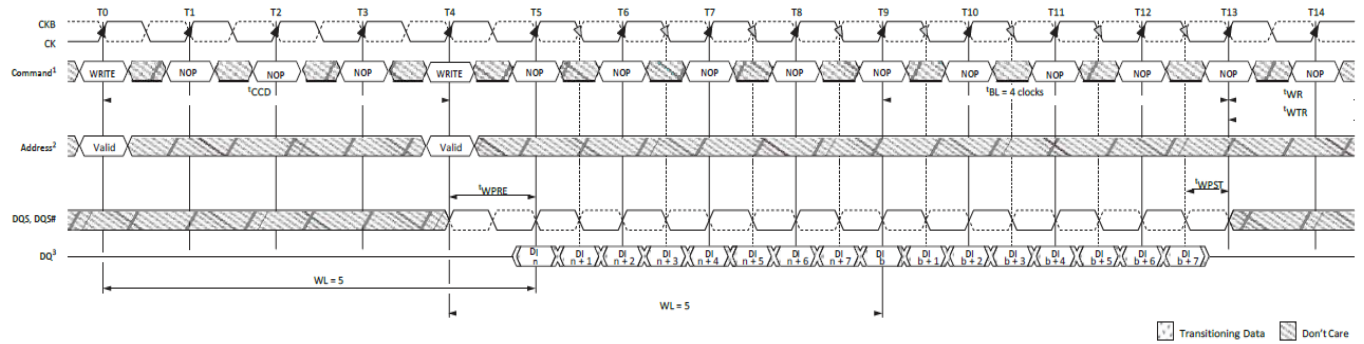 T0 T1 T2 T3 T4 T5 T6 T7 T8 T9 T10 T11 T12 T13 T14
CKB
CK
Command1 WRITE NOP NOP NOP WRITE NOP NOP NOP NOP NOP NOP NOP NOP NOP NOP
tCCD tBL = 4 clocks tWR
tWTR
Address2 Valid Valid
tWPRE tWPST
DQS, DQS#
DQ3 DI n DI n + 1 DI n + 2 DI n + 3 DI n + 4 DI n + 5 DI n + 6 DI n + 7 DI b DI b + 1 DI b + 2 DI b + 3 DI b + 4 DI b + 5 DI b + 6 DI b + 7
WL = 5
WL = 5
Transitioning Data Don't Care